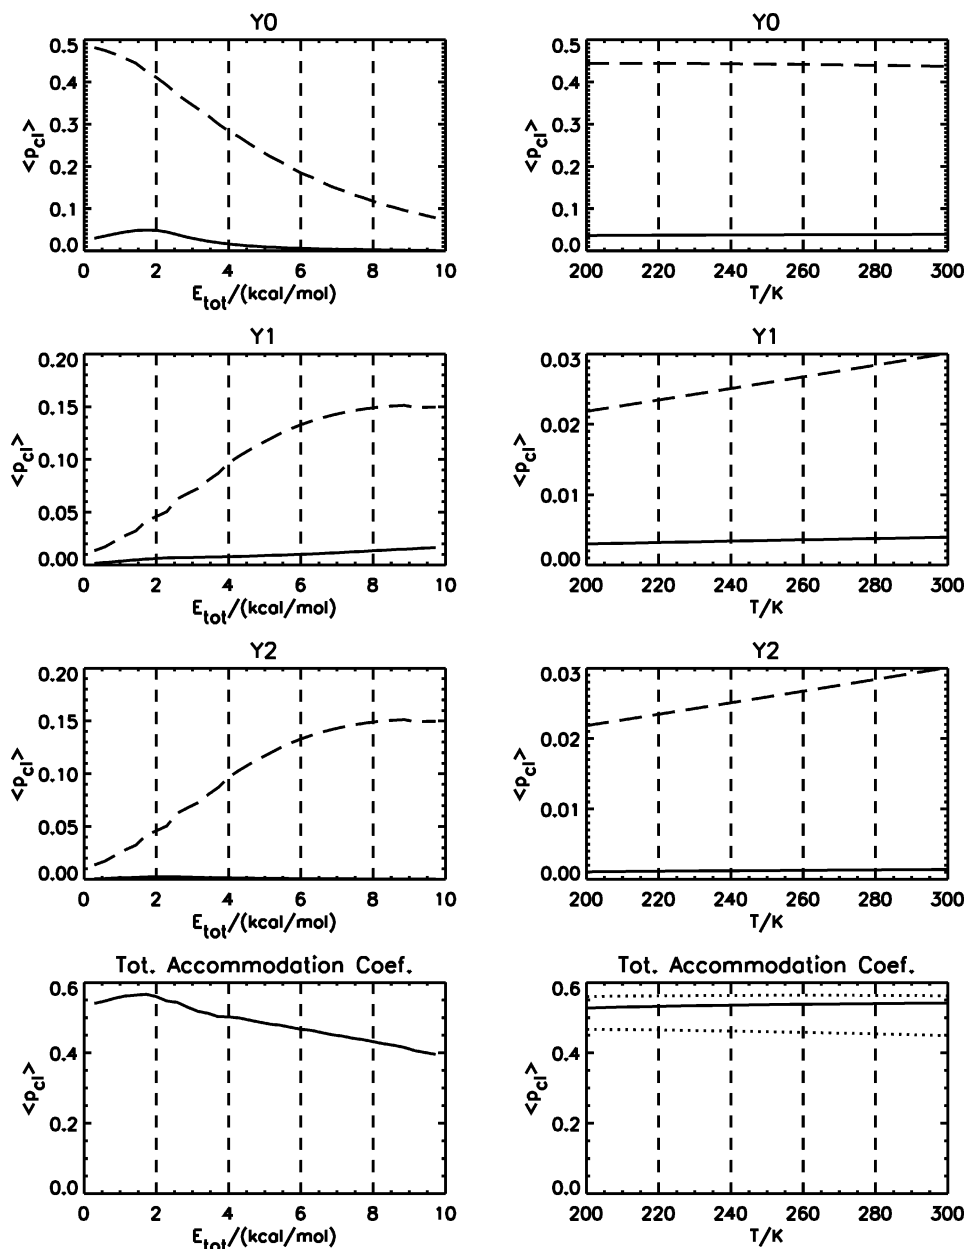 Y0
0.5
0.4
0.3
0.2
0.1
0.0
<p_cl>
0 2 4 6 8 10
E_tot/(kcal/mol)
Y0
0.5
0.4
0.3
0.2
0.1
0.0
<p_cl>
200 220 240 260 280 300
T/K
Y1
0.20
0.15
0.10
0.05
0.00
<p_cl>
0 2 4 6 8 10
E_tot/(kcal/mol)
Y1
0.03
0.02
0.01
0.00
<p_cl>
200 220 240 260 280 300
T/K
Y2
0.20
0.15
0.10
0.05
0.00
<p_cl>
0 2 4 6 8 10
E_tot/(kcal/mol)
Y2
0.03
0.02
0.01
0.00
<p_cl>
200 220 240 260 280 300
T/K
Tot. Accommodation Coef.
0.6
0.4
0.2
0.0
<p_cl>
0 2 4 6 8 10
E_tot/(kcal/mol)
Tot. Accommodation Coef.
0.6
0.4
0.2
0.0
<p_cl>
200 220 240 260 280 300
T/K